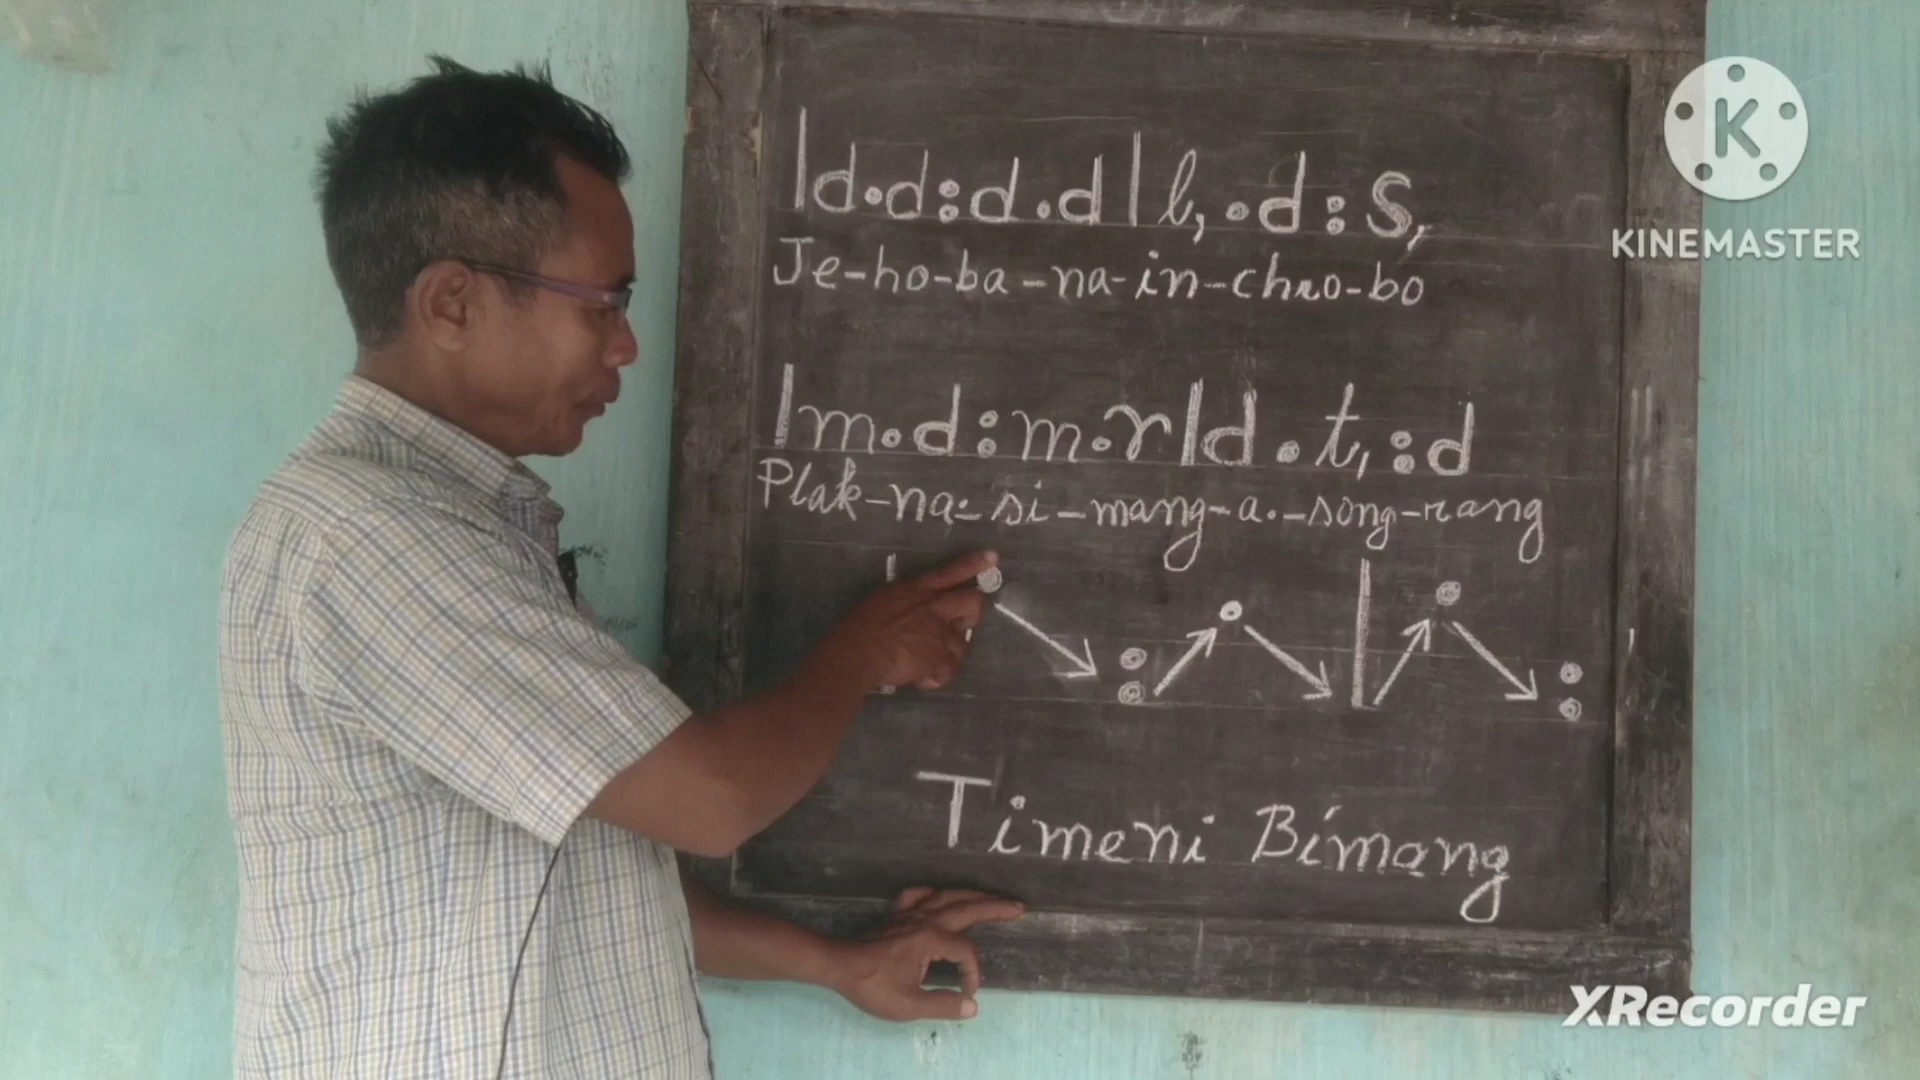 |d.d:d.d|l,.d:s,
Je-ho-ba-na-in-chro-bo
|m.d:m.r|d.t,:d
Plak-na-si-mang-a.-song-rang
Timeni Bimang
K
KINEMASTER
XRecorder